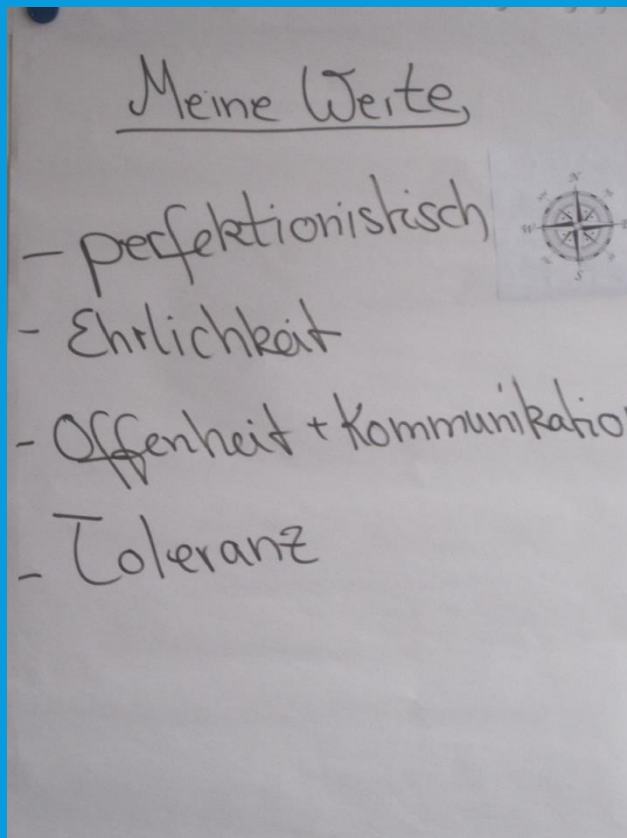 Meine Werte
- perfektionistisch
- Ehrlichkeit
- Offenheit + Kommunikatio
- Toleranz
N
W
S